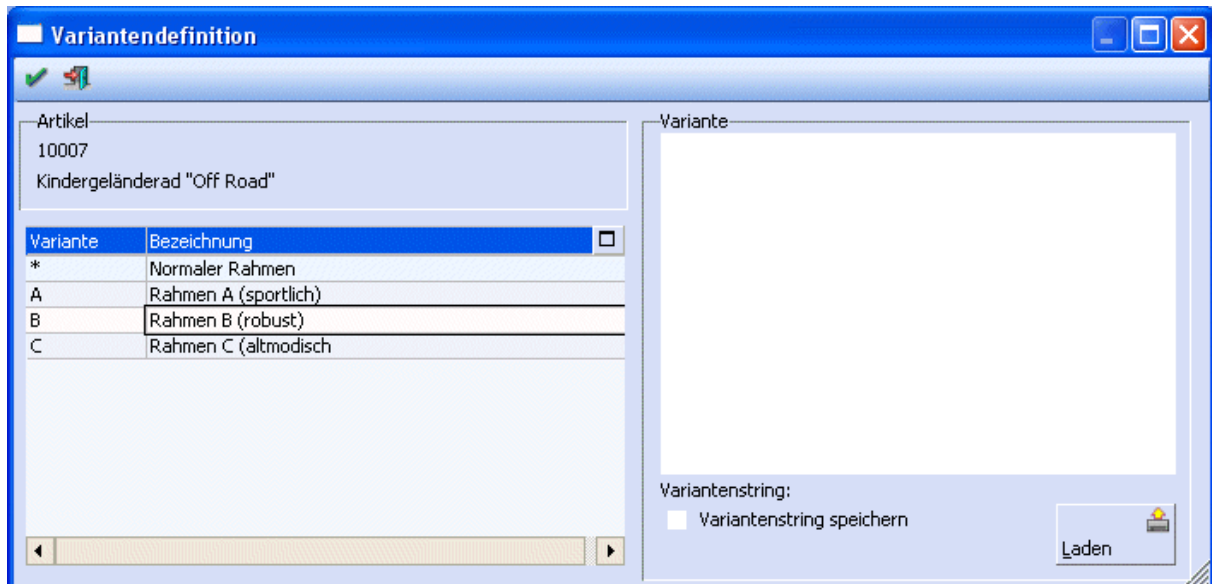 Variantendefinition
Artikel
10007
Kindergeländerad "Off Road"
Variante Bezeichnung
* Normaler Rahmen
A Rahmen A (sportlich)
B Rahmen B (robust)
C Rahmen C (altmodisch
Variante
Variantenstring:
Variantenstring speichern
Laden